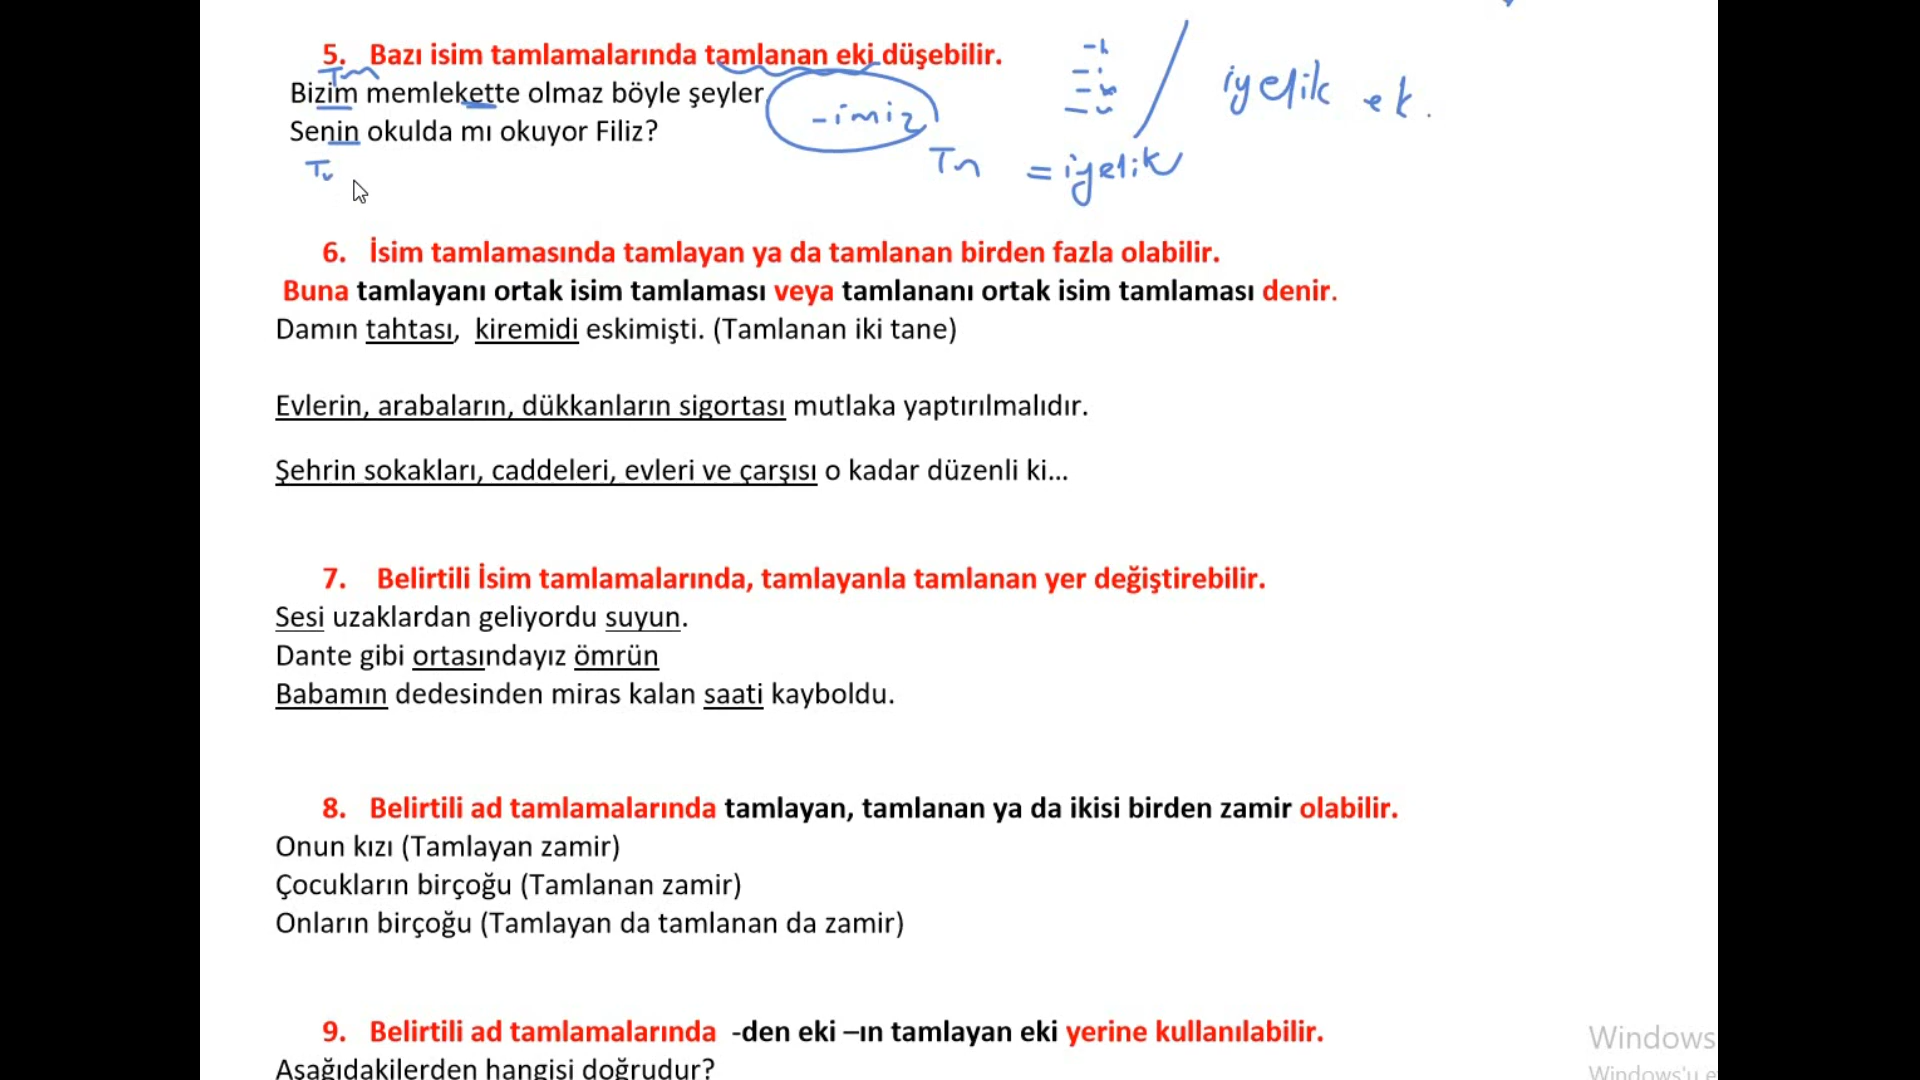 5. Bazı isim tamlamalarında tamlanan eki düşebilir.
Bizim memlekette olmaz böyle şeyler
Senin okulda mı okuyor Filiz?
-imiz
Tn = iyelik
iyelik ek.
6. İsim tamlamasında tamlayan ya da tamlanan birden fazla olabilir.
Buna tamlayanı ortak isim tamlaması veya tamlananı ortak isim tamlaması denir.
Damın tahtası, kiremidi eskimişti. (Tamlanan iki tane)
Evlerin, arabaların, dükkanların sigortası mutlaka yaptırılmalıdır.
Şehrin sokakları, caddeleri, evleri ve çarşısı o kadar düzenli ki...
7. Belirtili İsim tamlamalarında, tamlayanla tamlanan yer değiştirebilir.
Sesi uzaklardan geliyordu suyun.
Dante gibi ortasındayız ömrün
Babamın dedesinden miras kalan saati kayboldu.
8. Belirtili ad tamlamalarında tamlayan, tamlanan ya da ikisi birden zamir olabilir.
Onun kızı (Tamlayan zamir)
Çocukların birçoğu (Tamlanan zamir)
Onların birçoğu (Tamlayan da tamlanan da zamir)
9. Belirtili ad tamlamalarında -den eki –ın tamlayan eki yerine kullanılabilir.
Aşağıdakilerden hangisi doğrudur?
Windows
Windows'u